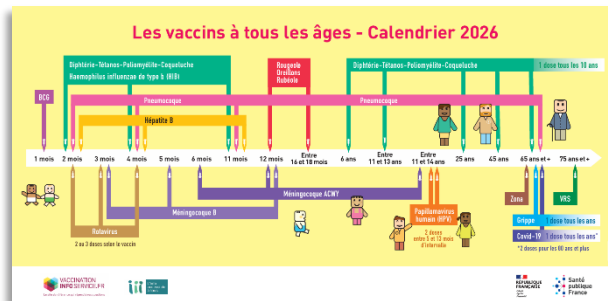 Les vaccins à tous les âges - Calendrier 2026
Diphtérie-Tétanos-Poliomyélite-Coqueluche
Haemophilus influenzae de type b (HIB)
Rougeole
Oreillons
Rubéole
Diphtérie-Tétanos-Poliomyélite-Coqueluche
1 dose tous les 10 ans
BCG
Pneumocoque
Pneumocoque
Hépatite B
1 mois
2 mois
3 mois
4 mois
5 mois
6 mois
11 mois
12 mois
Entre
16 et 18 mois
6 ans
Entre
11 et 13 ans
Entre
11 et 14 ans
25 ans
45 ans
65 ans et +
75 ans et +
Méningocoque ACWY
Méningocoque B
Rotavirus
2 ou 3 doses selon le vaccin
Papillomavirus
humain (HPV)
2 doses
entre 5 et 13 mois
d'intervalle
Zona
VRS
Grippe
1 dose tous les ans
Covid-19
1 dose tous les ans*
*2 doses pour les 80 ans et plus
VACCINATION
INFO SERVICE.FR
RÉPUBLIQUE
FRANÇAISE
Santé
publique
France